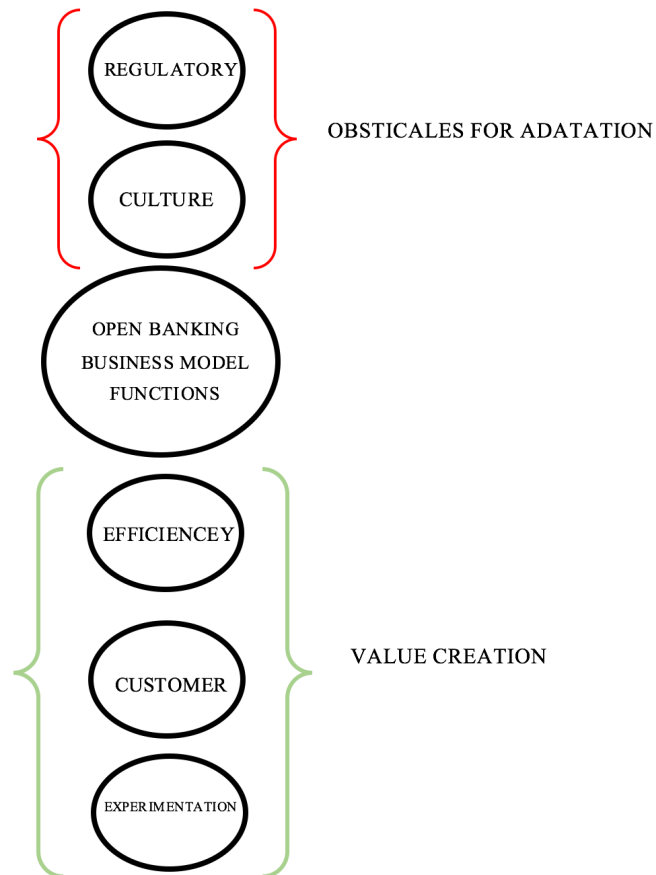 REGULATORY
OBSTICALES FOR ADATATION
CULTURE
OPEN BANKING
BUSINESS MODEL
FUNCTIONS
EFFICIENCEY
VALUE CREATION
CUSTOMER
EXPERIMENTATION